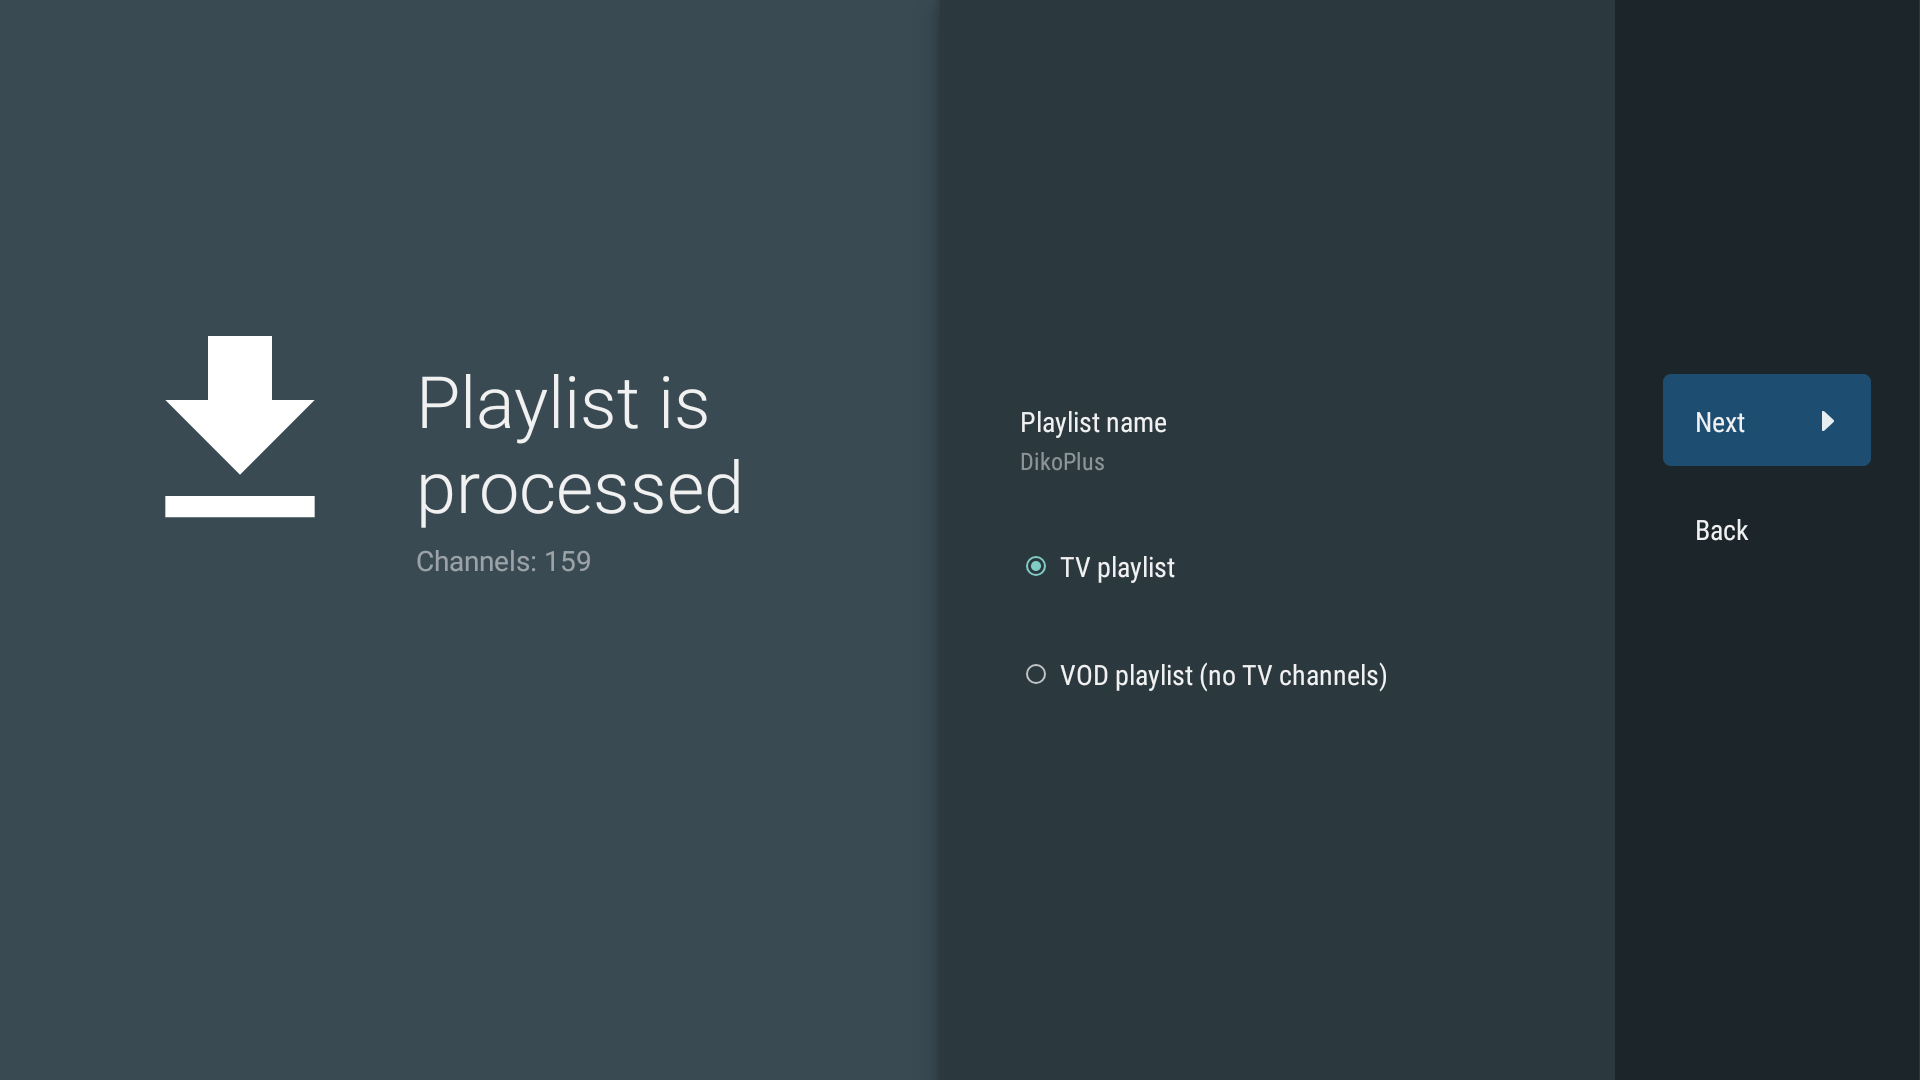 Playlist is
processed
Channels: 159
Playlist name
DikoPlus
TV playlist
VOD playlist (no TV channels)
Next
Back